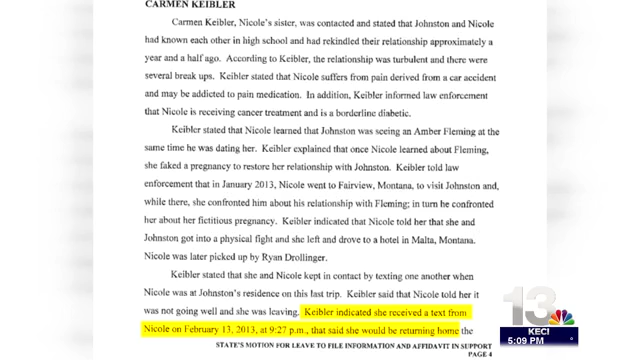 CARMEN KEIBLER
Carmen Keibler, Nicole's sister, was contacted and stated that Johnston and Nicole
had known each other in high school and had rekindled their relationship approximately a
year and a half ago. According to Keibler, the relationship was turbulent and there were
several break ups. Keibler stated that Nicole suffers from pain derived from a car accident
and may be addicted to pain medication. In addition, Keibler informed law enforcement
that Nicole is receiving cancer treatment and is a borderline diabetic.
Keibler stated that Nicole learned that Johnston was seeing an Amber Fleming at the
same time he was dating her. Keibler explained that once Nicole learned about Fleming,
she faked a pregnancy to restore her relationship with Johnston. Keibler told law
enforcement that in January 2013, Nicole went to Fairview, Montana, to visit Johnston and,
while there, she confronted him about his relationship with Fleming; in turn he confronted
her about her fictitious pregnancy. Keibler indicated that Nicole told her that she and
Johnston got into a physical fight and she left and drove to a hotel in Malta, Montana.
Nicole was later picked up by Ryan Drollinger.
Keibler stated that she and Nicole kept in contact by texting one another when
Nicole was at Johnston's residence on this last trip. Keibler said that Nicole told her it
was not going well and she was leaving. Keibler indicated she received a text from
Nicole on February 13, 2013, at 9:27 p.m., that said she would be returning home the
STATE'S MOTION FOR LEAVE TO FILE INFORMATION AND AFFIDAVIT IN SUPPORT
PAGE 4
13
KECI
5:09 PM